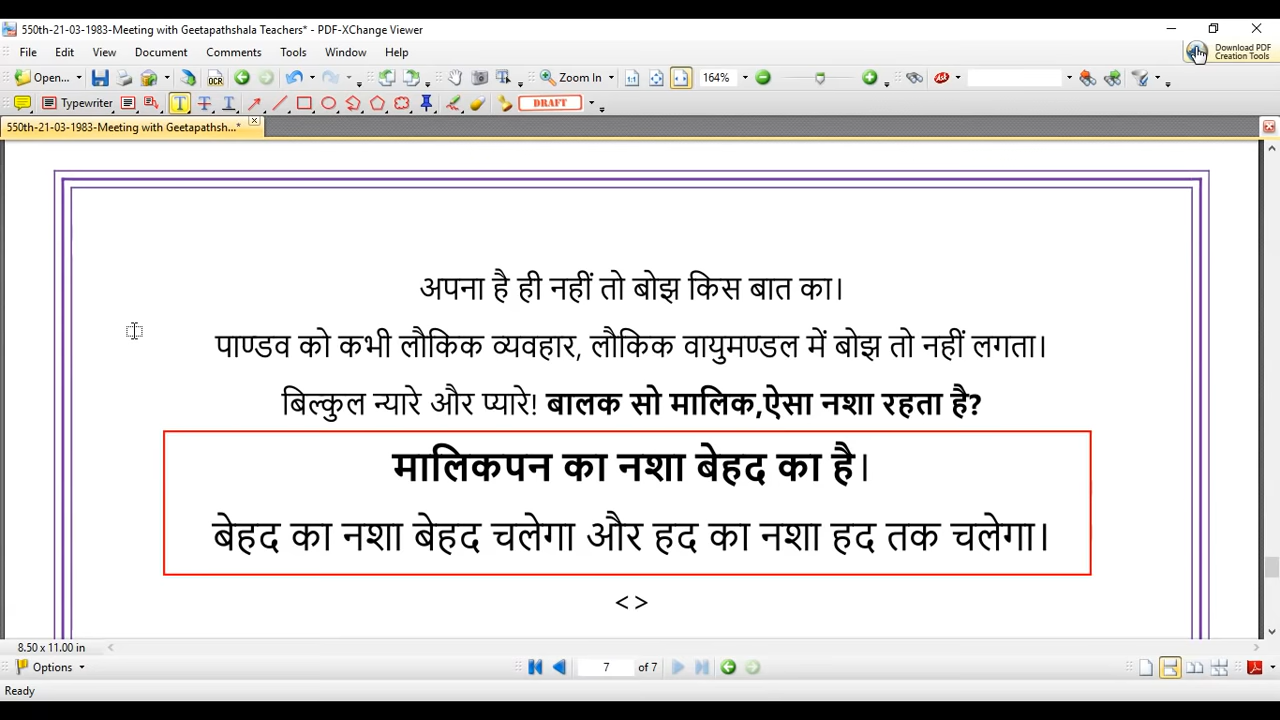 550th-21-03-1983-Meeting with Geetapathshala Teachers* - PDF-XChange Viewer
File Edit View Document Comments Tools Window Help
Download PDF
Creation Tools
Open... OCR Zoom In 164%
Typewriter DRAFT
550th-21-03-1983-Meeting with Geetapathsh...*
अपना है ही नहीं तो बोझ किस बात का।
पाण्डव को कभी लौकिक व्यवहार, लौकिक वायुमण्डल में बोझ तो नहीं लगता।
बिल्कुल न्यारे और प्यारे! बालक सो मालिक,ऐसा नशा रहता है?
मालिकपन का नशा बेहद का है।
बेहद का नशा बेहद चलेगा और हद का नशा हद तक चलेगा।
< >
8.50 x 11.00 in
Options 7 of 7
Ready